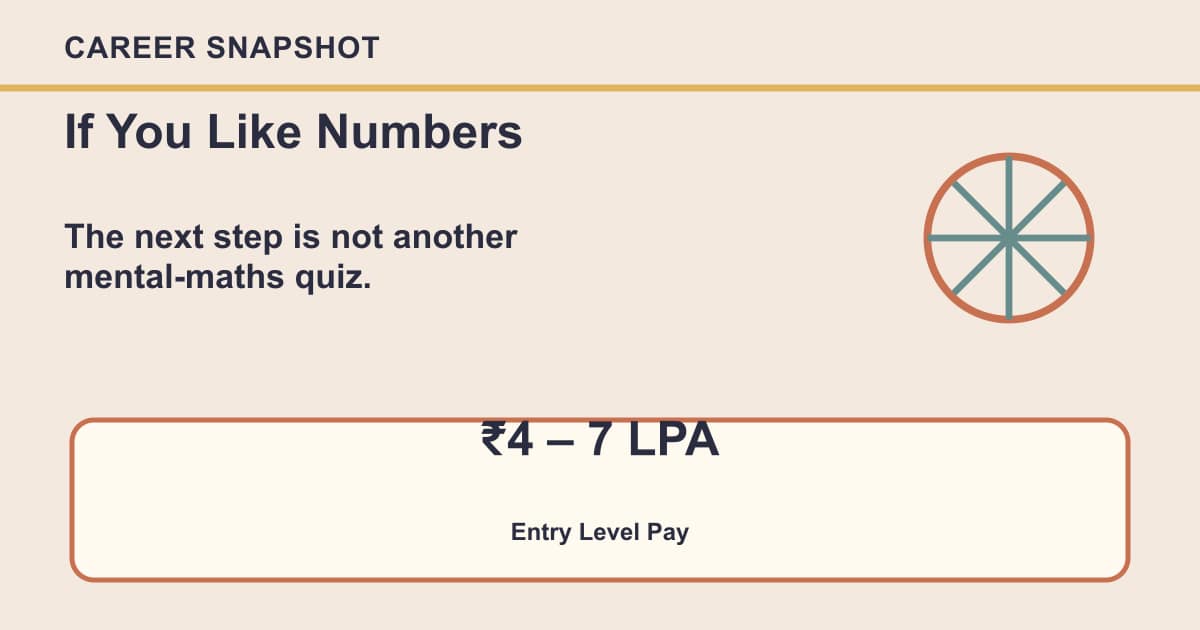 CAREER SNAPSHOT
If You Like Numbers
The next step is not another
mental-maths quiz.
₹4 – 7 LPA
Entry Level Pay